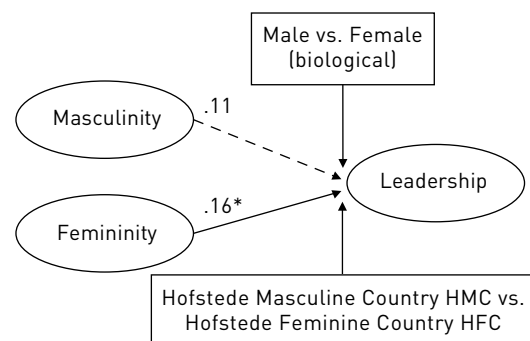 Male vs. Female
(biological)
.11
Masculinity
Leadership
.16*
Femininity
Hofstede Masculine Country HMC vs.
Hofstede Feminine Country HFC